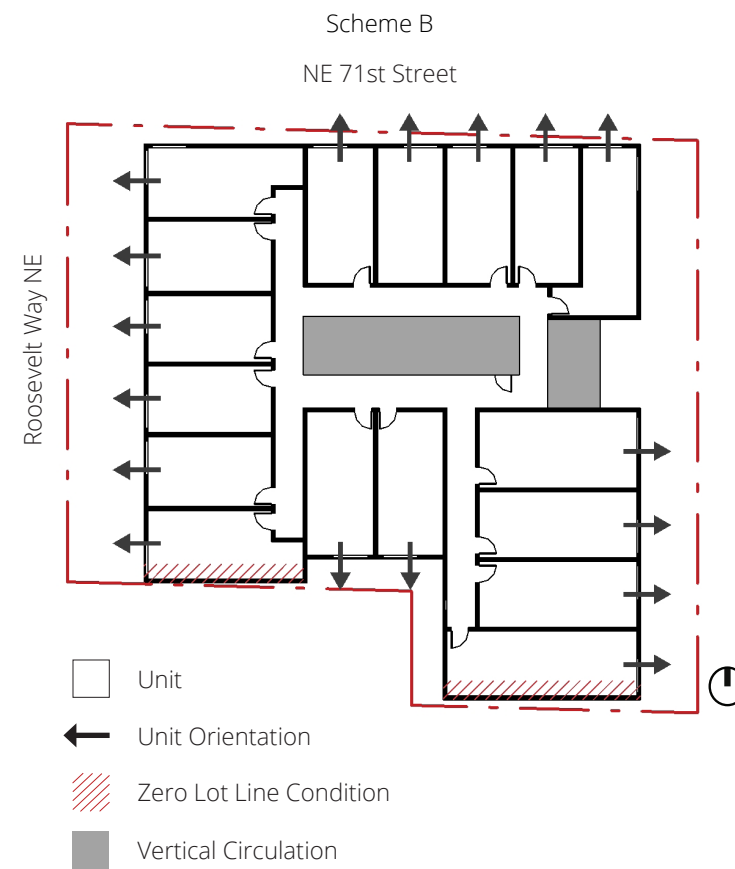 Scheme B
NE 71st Street
Roosevelt Way NE
Unit
Unit Orientation
Zero Lot Line Condition
Vertical Circulation